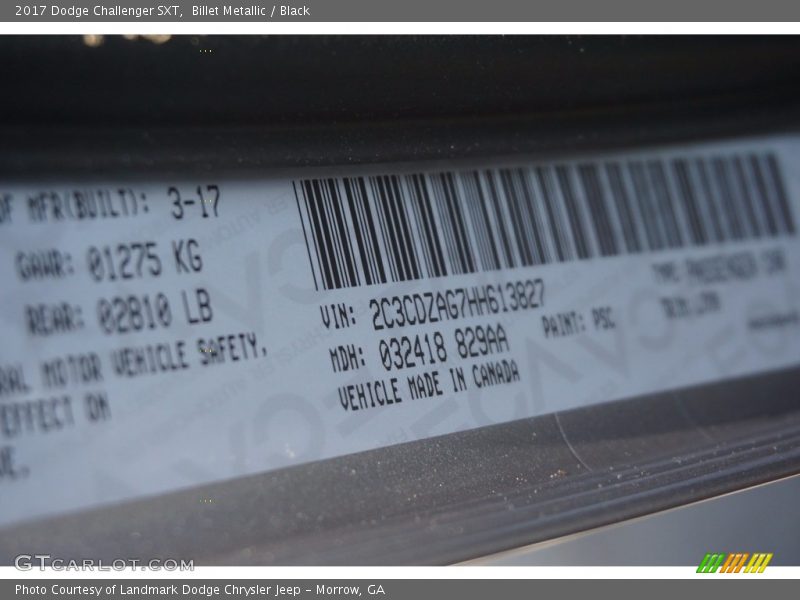 2017 Dodge Challenger SXT,  Billet Metallic / Black
OF MFR(BUILT): 3-17
GAWR: 01275 KG
REAR: 02810 LB
MOTOR VEHICLE SAFETY,
EFFECT ON
VIN: 2C3CDZAG7HH613827
MDH: 032418 829AA
PAINT: PSC
VEHICLE MADE IN CANADA
TYPE: PASSENGER CAR
GTCARLOT.COM
Photo Courtesy of Landmark Dodge Chrysler Jeep – Morrow, GA